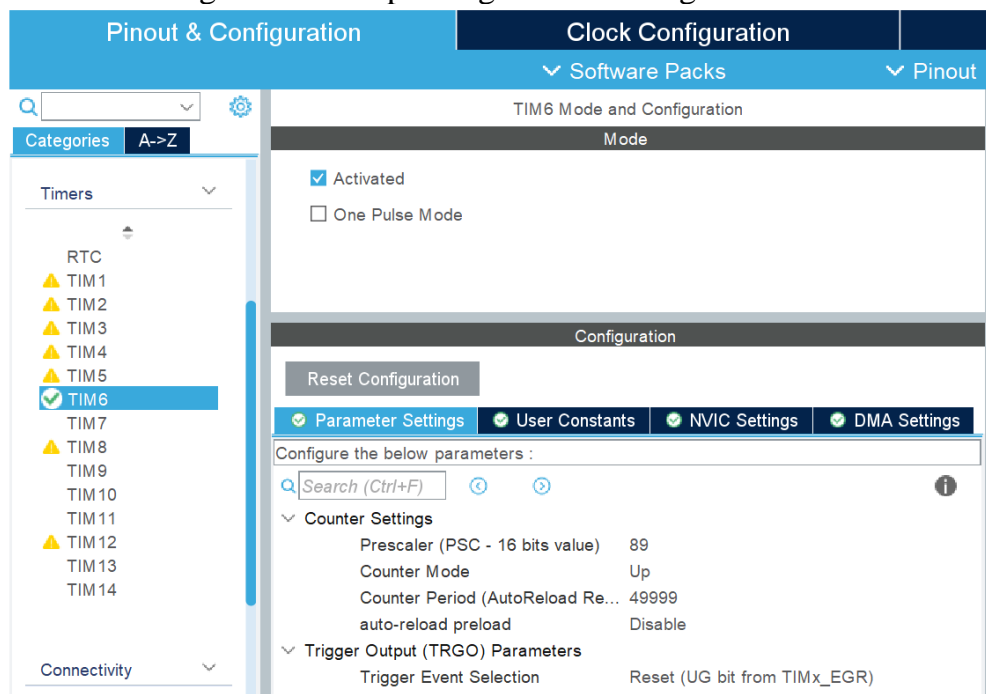 Pinout & Configuration
Clock Configuration
Software Packs
Pinout
Categories
A->Z
Timers
RTC
TIM1
TIM2
TIM3
TIM4
TIM5
TIM6
TIM7
TIM8
TIM9
TIM10
TIM11
TIM12
TIM13
TIM14
Connectivity
TIM6 Mode and Configuration
Mode
Activated
One Pulse Mode
Configuration
Reset Configuration
Parameter Settings
User Constants
NVIC Settings
DMA Settings
Configure the below parameters :
Search (Ctrl+F)
Counter Settings
Prescaler (PSC - 16 bits value) 89
Counter Mode Up
Counter Period (AutoReload Re... 49999
auto-reload preload Disable
Trigger Output (TRGO) Parameters
Trigger Event Selection Reset (UG bit from TIMx_EGR)